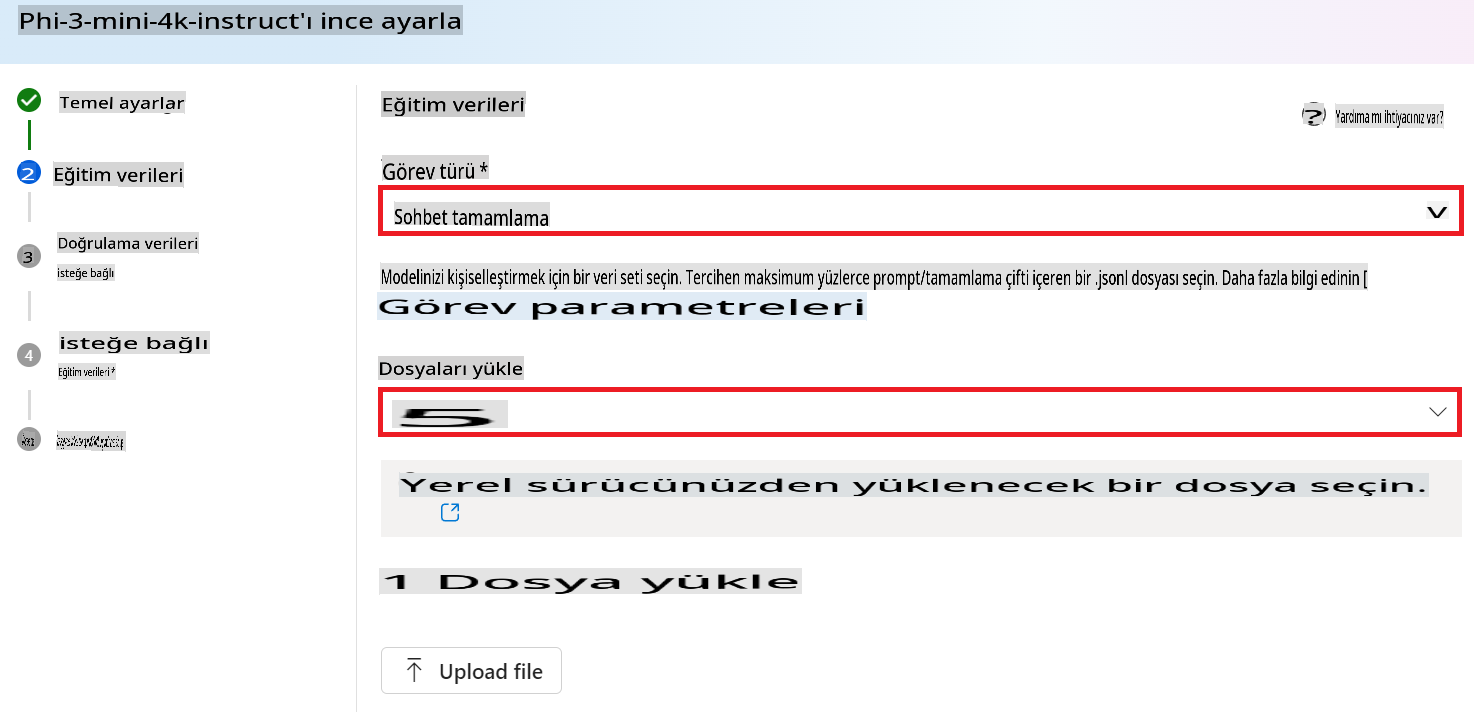 Phi-3-mini-4k-instruct'ı ince ayarla
Temel ayarlar
2 Eğitim verileri
3 Doğrulama verileri
isteğe bağlı
4 isteğe bağlı
Eğitim verileri *
Eğitim verileri
? Yardıma mı ihtiyacınız var?
Görev türü *
Sohbet tamamlama
Modelinizi kişiselleştirmek için bir veri seti seçin. Tercihen maksimum yüzlerce prompt/tamamlama çifti içeren bir .jsonl dosyası seçin. Daha fazla bilgi edinin [
Görev parametreleri
Dosyaları yükle
5
Yerel sürücünüzden yüklenecek bir dosya seçin.
1 Dosya yükle
Upload file